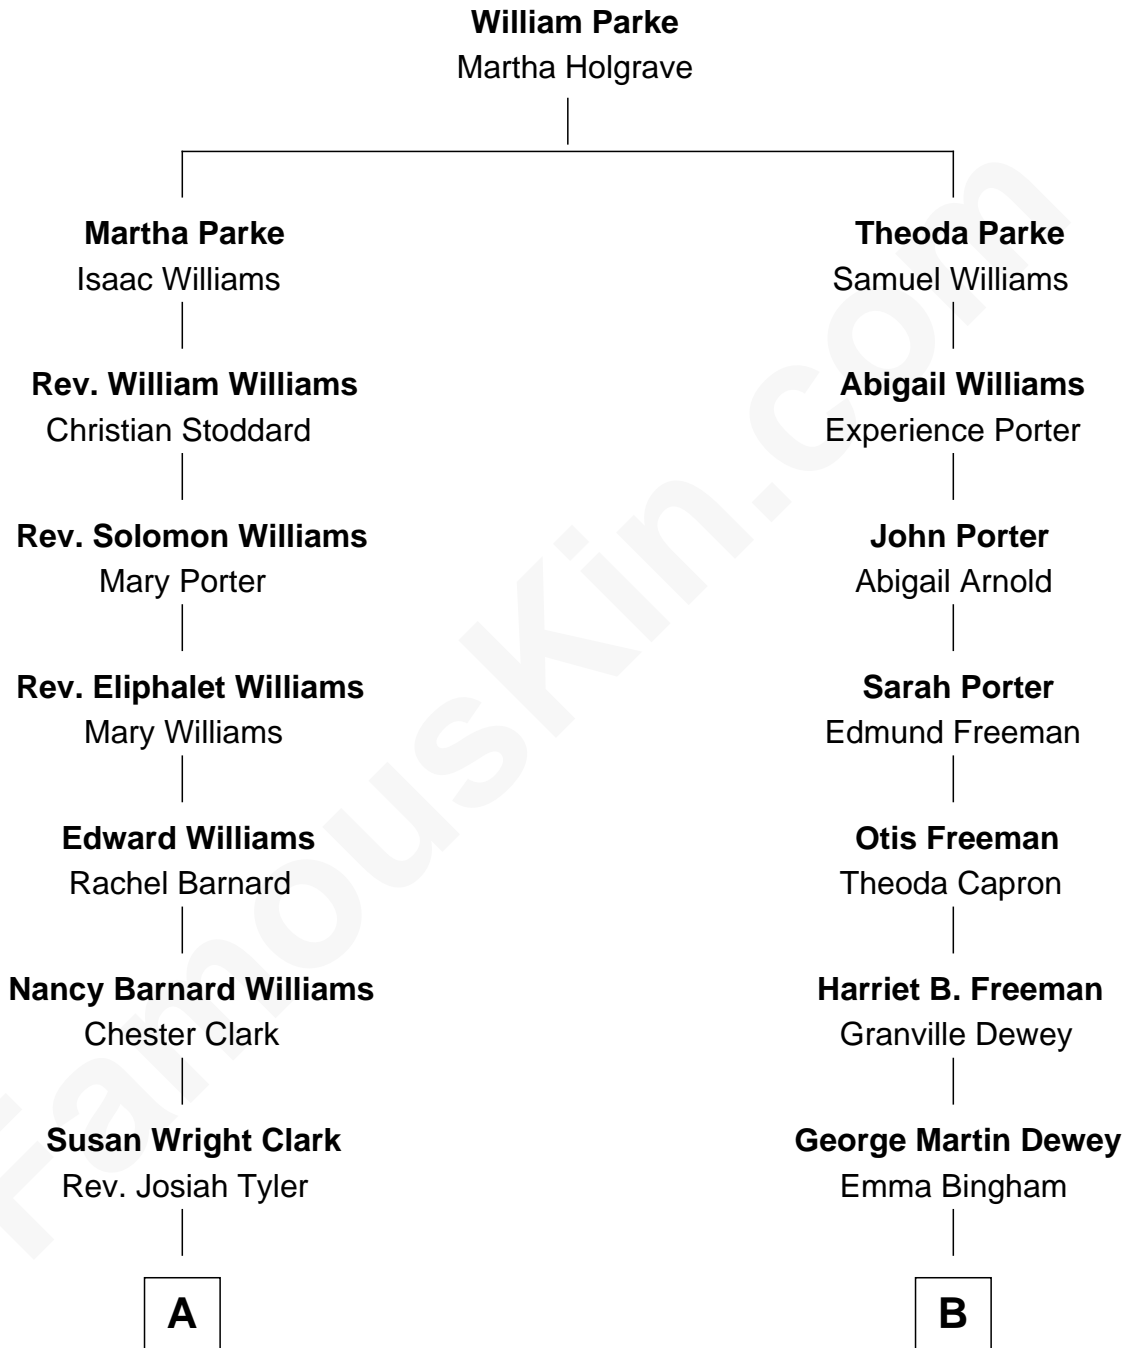 William Parke
Martha Holgrave
Martha Parke
Isaac Williams
Theoda Parke
Samuel Williams
Rev. William Williams
Christian Stoddard
Abigail Williams
Experience Porter
Rev. Solomon Williams
Mary Porter
John Porter
Abigail Arnold
Rev. Eliphalet Williams
Mary Williams
Sarah Porter
Edmund Freeman
Edward Williams
Rachel Barnard
Otis Freeman
Theoda Capron
Nancy Barnard Williams
Chester Clark
Harriet B. Freeman
Granville Dewey
Susan Wright Clark
Rev. Josiah Tyler
George Martin Dewey
Emma Bingham
A
B
FamousKin.com